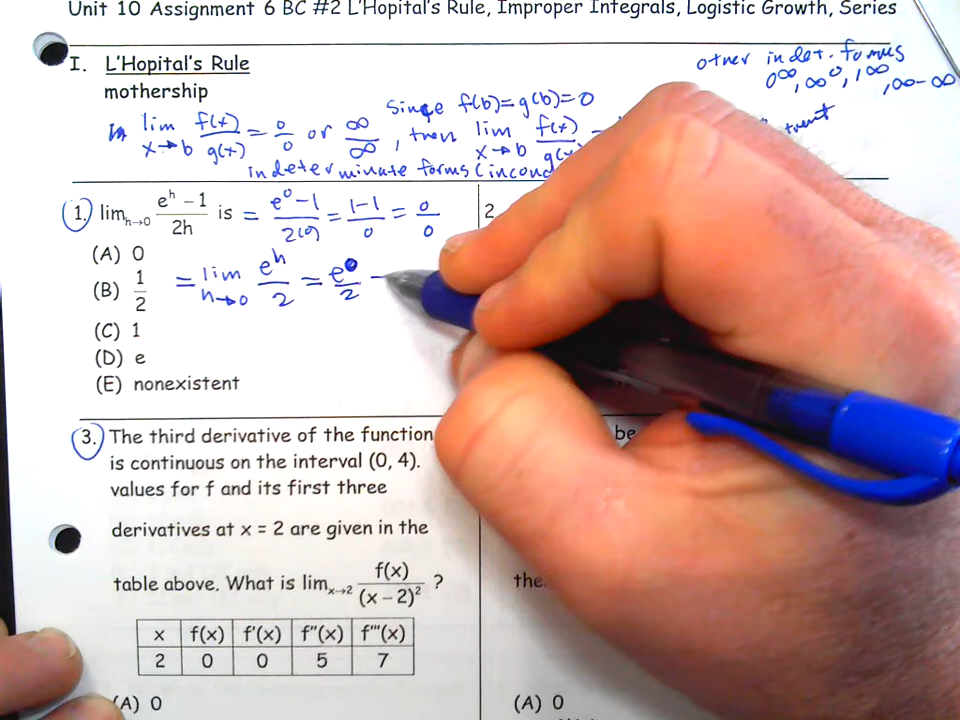 Unit 10 Assignment 6 BC #2 L'Hopital's Rule, Improper Integrals, Logistic Growth, Series
I. L'Hopital's Rule
mothership
other indet. forms
0^∞, ∞^0, 1^∞, ∞-∞
Since f(b)=g(b)=0
lim x→b f(x)/g(x) = 0/0 or ∞/∞, then lim x→b f(x)
indeterminate forms
1. lim h→0 (e^h - 1)/2h is = (e^0-1)/2(0) = (1-1)/0 = 0/0
= lim h→0 e^h/2 = e^0/2
(A) 0
(B) 1/2
(C) 1
(D) e
(E) nonexistent
2
3. The third derivative of the function
is continuous on the interval (0, 4).
values for f and its first three
derivatives at x = 2 are given in the
table above. What is lim x→2 f(x)/(x - 2)² ?
x f(x) f'(x) f"(x) f'''(x)
2 0 0 5 7
(A) 0
be
the
(A) 0